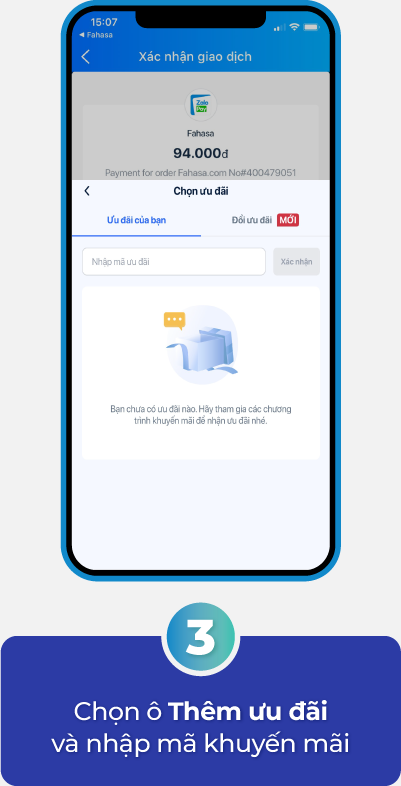 15:07
◀ Fahasa
Xác nhận giao dịch
Zalo
Pay
Fahasa
94.000đ
Payment for order Fahasa.com No#400479051
Chọn ưu đãi
Ưu đãi của bạn
Đổi ưu đãi MỚI
Nhập mã ưu đãi
Xác nhận
Bạn chưa có ưu đãi nào. Hãy tham gia các chương
trình khuyến mãi để nhận ưu đãi nhé.
3
Chọn ô Thêm ưu đãi
và nhập mã khuyến mãi